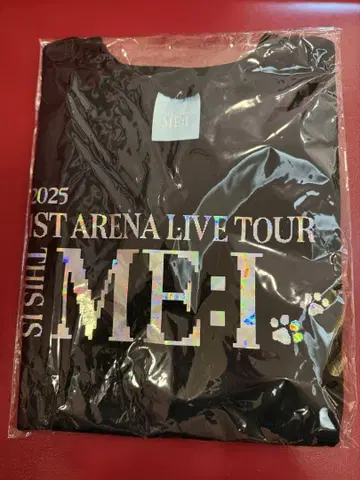 ME:I
2025
1ST ARENA LIVE TOUR
THIS IS
ME:I